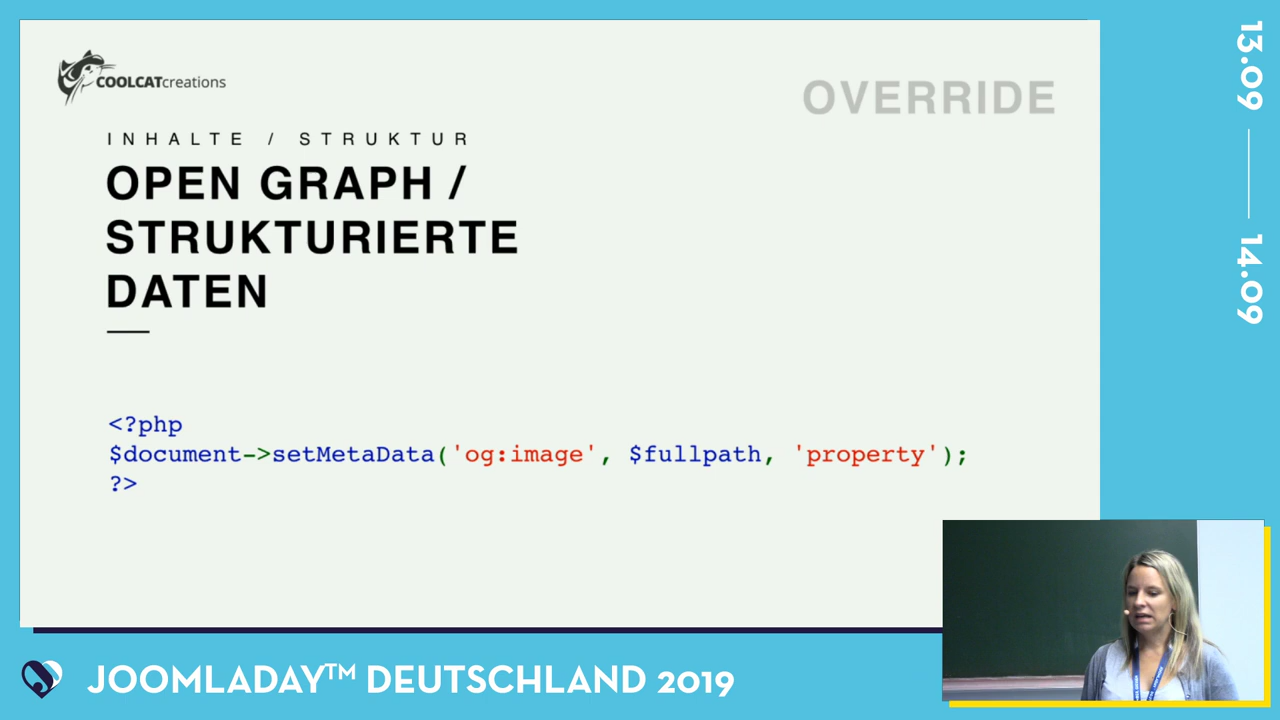 COOLCATcreations
OVERRIDE
INHALTE / STRUKTUR
OPEN GRAPH /
STRUKTURIERTE
DATEN
<?php
$document->setMetaData('og:image', $fullpath, 'property');
?>
13.09
14.09
JOOMLADAY™ DEUTSCHLAND 2019